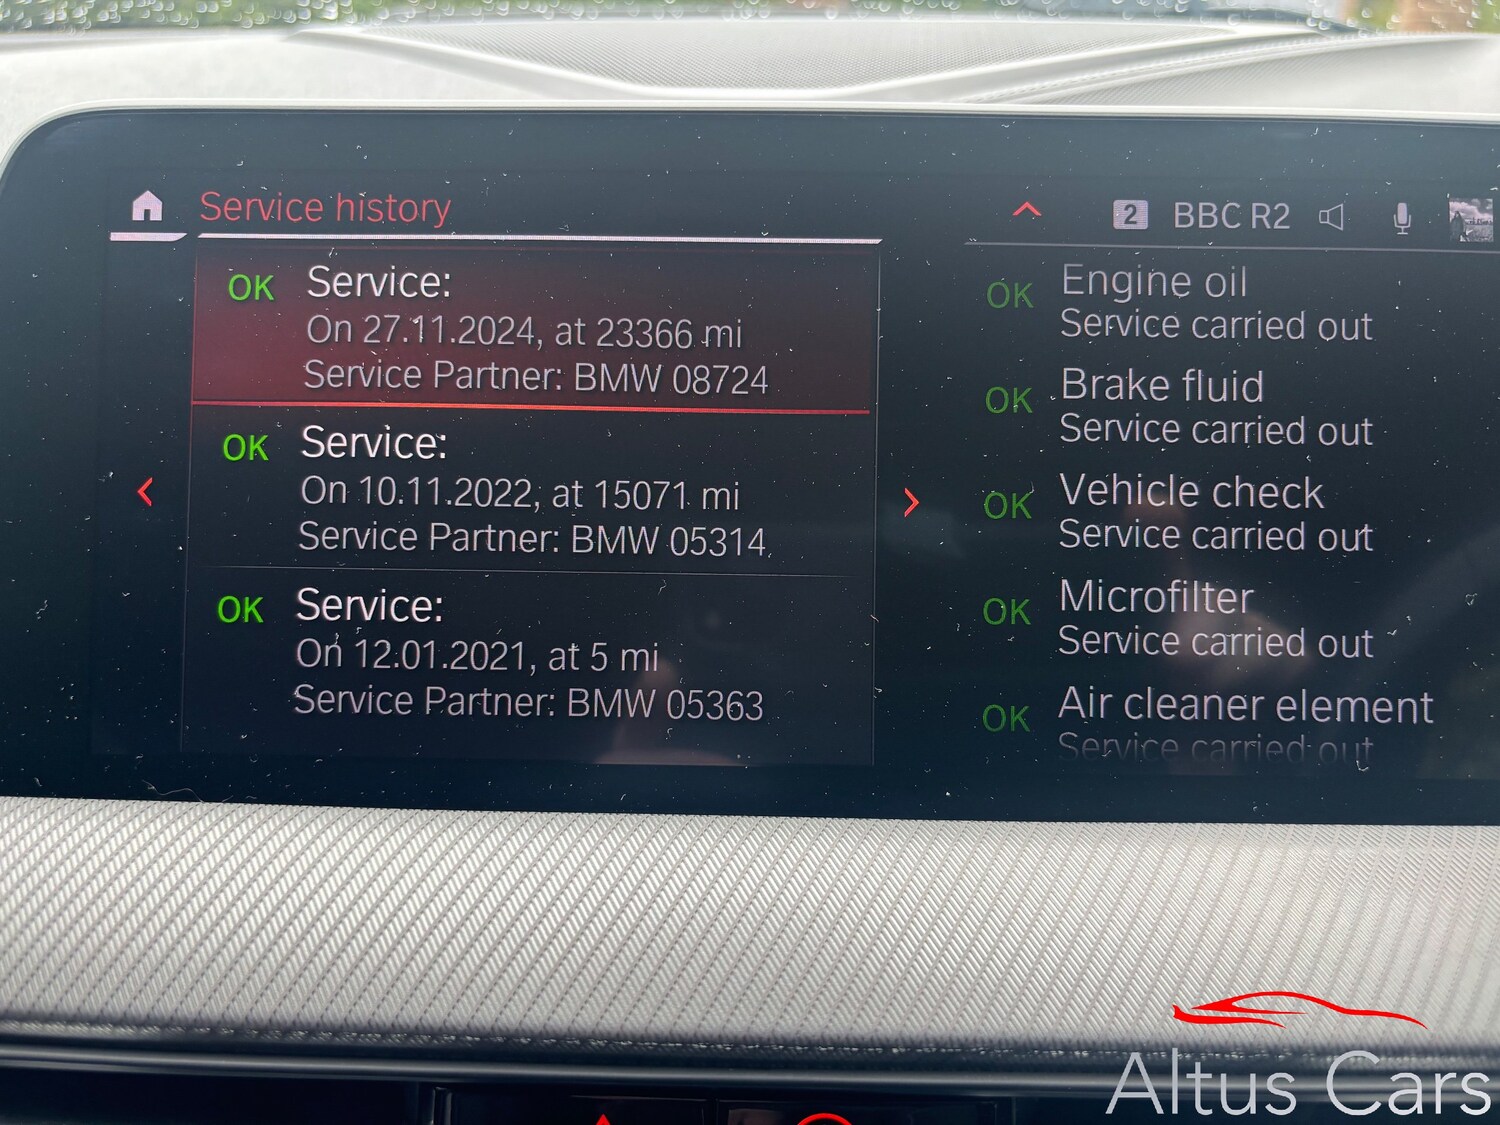 Service history
2 BBC R2
OK Service:
On 27.11.2024, at 23366 mi
Service Partner: BMW 08724
OK Service:
On 10.11.2022, at 15071 mi
Service Partner: BMW 05314
OK Service:
On 12.01.2021, at 5 mi
Service Partner: BMW 05363
OK Engine oil
Service carried out
OK Brake fluid
Service carried out
OK Vehicle check
Service carried out
OK Microfilter
Service carried out
OK Air cleaner element
Service carried out
Altus Cars